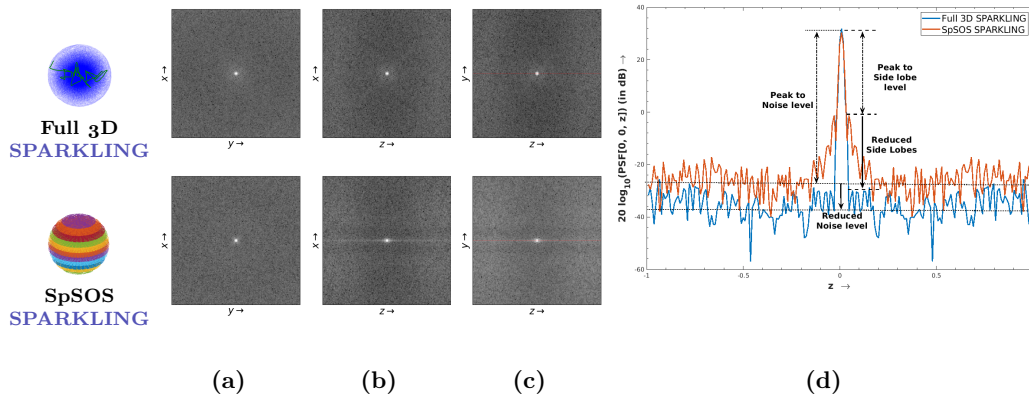 Full 3D
SPARKLING
x →
y →
x →
z →
y →
z →
SpSOS
SPARKLING
x →
y →
x →
z →
y →
z →
40
20
0
-20
-40
-60
-1
-0.5
0
0.5
20 log10(PSF[0, 0, z]) (in dB) →
z →
Full 3D SPARKLING
SpSOS SPARKLING
Peak to
Noise level
Peak to
Side lobe
level
Reduced
Side Lobes
Reduced
Noise level
(a)
(b)
(c)
(d)